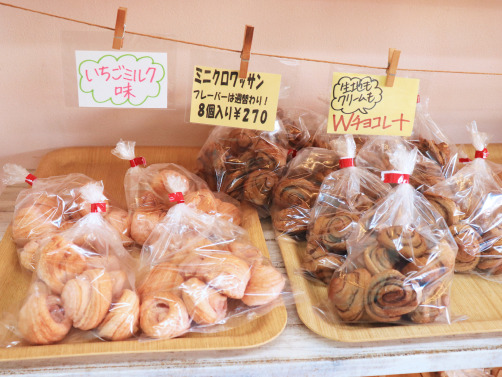 いちごミルク
味
ミニクロワッサン
フレーバーは週替わり!
8個入り¥270
生地も
クリームも
Wチョコレート